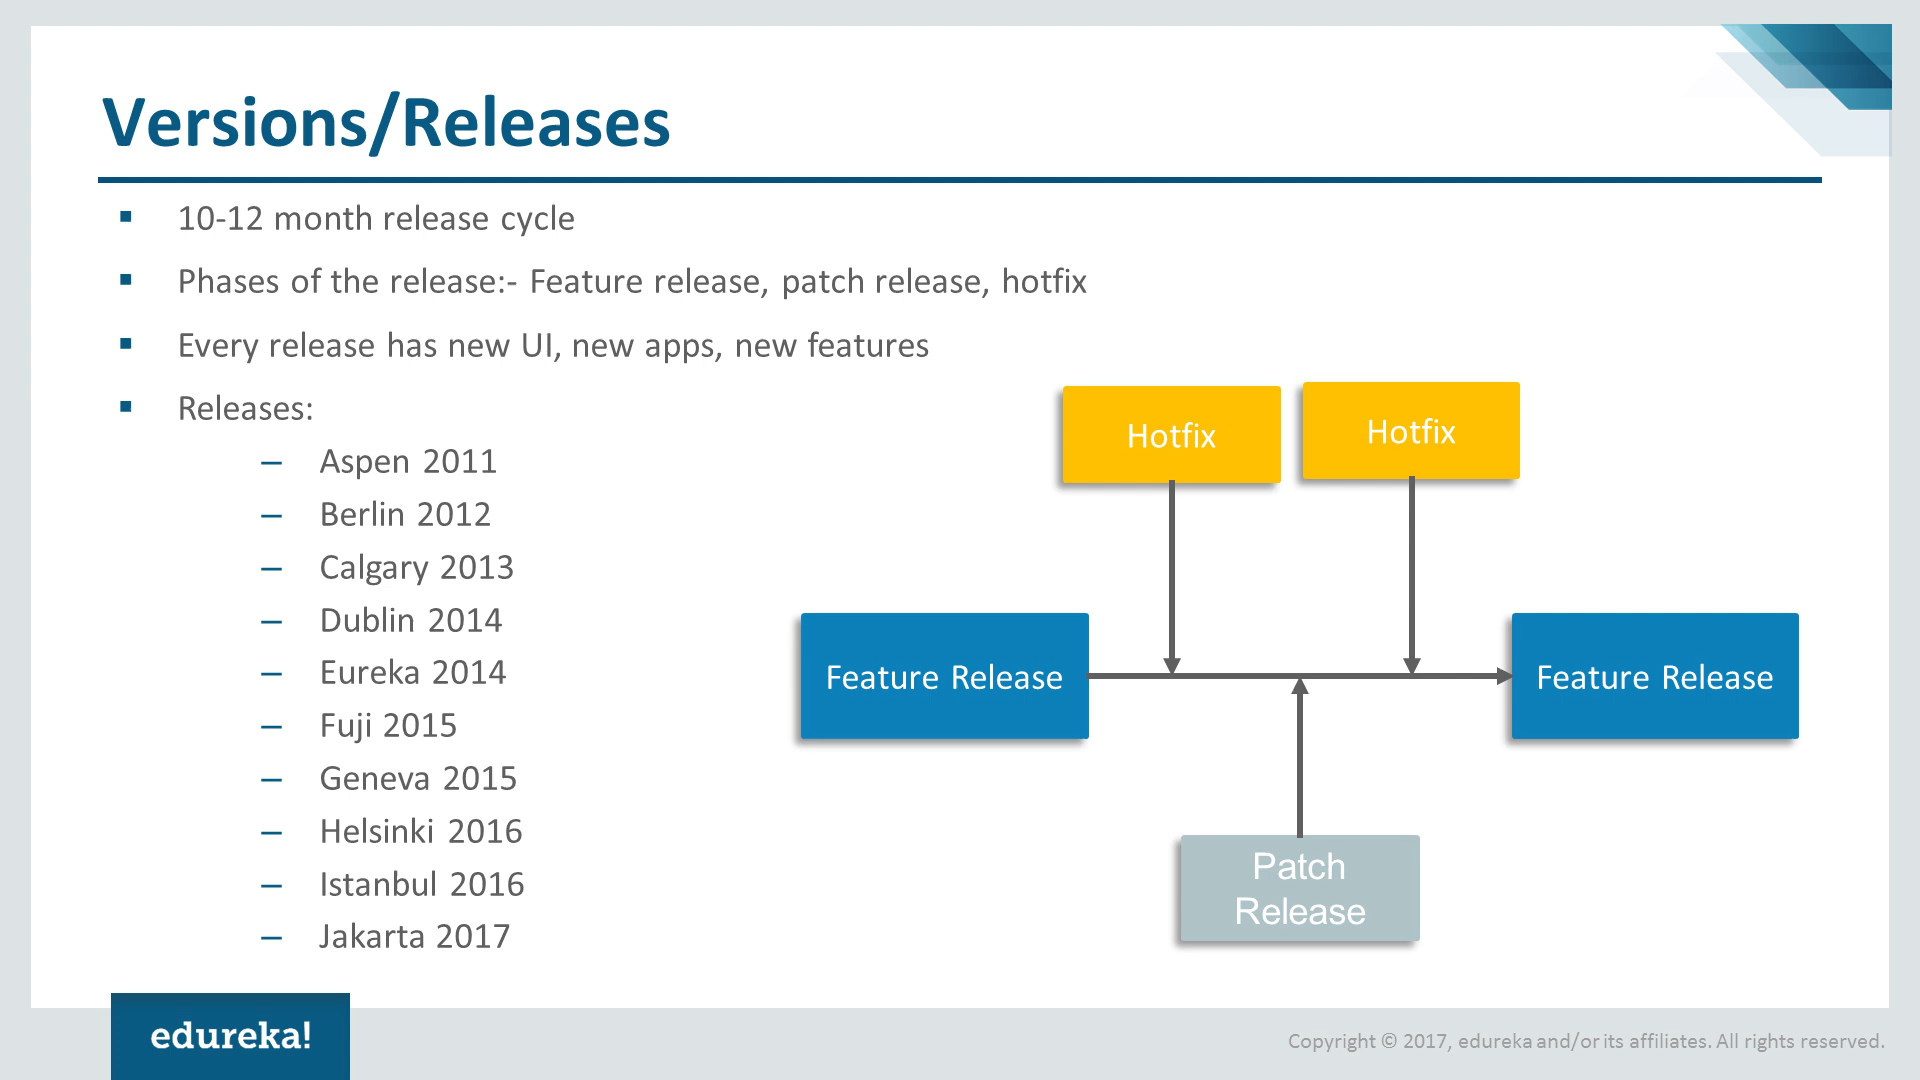 Versions/Releases
10-12 month release cycle
Phases of the release:- Feature release, patch release, hotfix
Every release has new UI, new apps, new features
Releases:
– Aspen 2011
– Berlin 2012
– Calgary 2013
– Dublin 2014
– Eureka 2014
– Fuji 2015
– Geneva 2015
– Helsinki 2016
– Istanbul 2016
– Jakarta 2017
Hotfix
Hotfix
Feature Release
Feature Release
Patch
Release
edureka!
Copyright © 2017, edureka and/or its affiliates. All rights reserved.